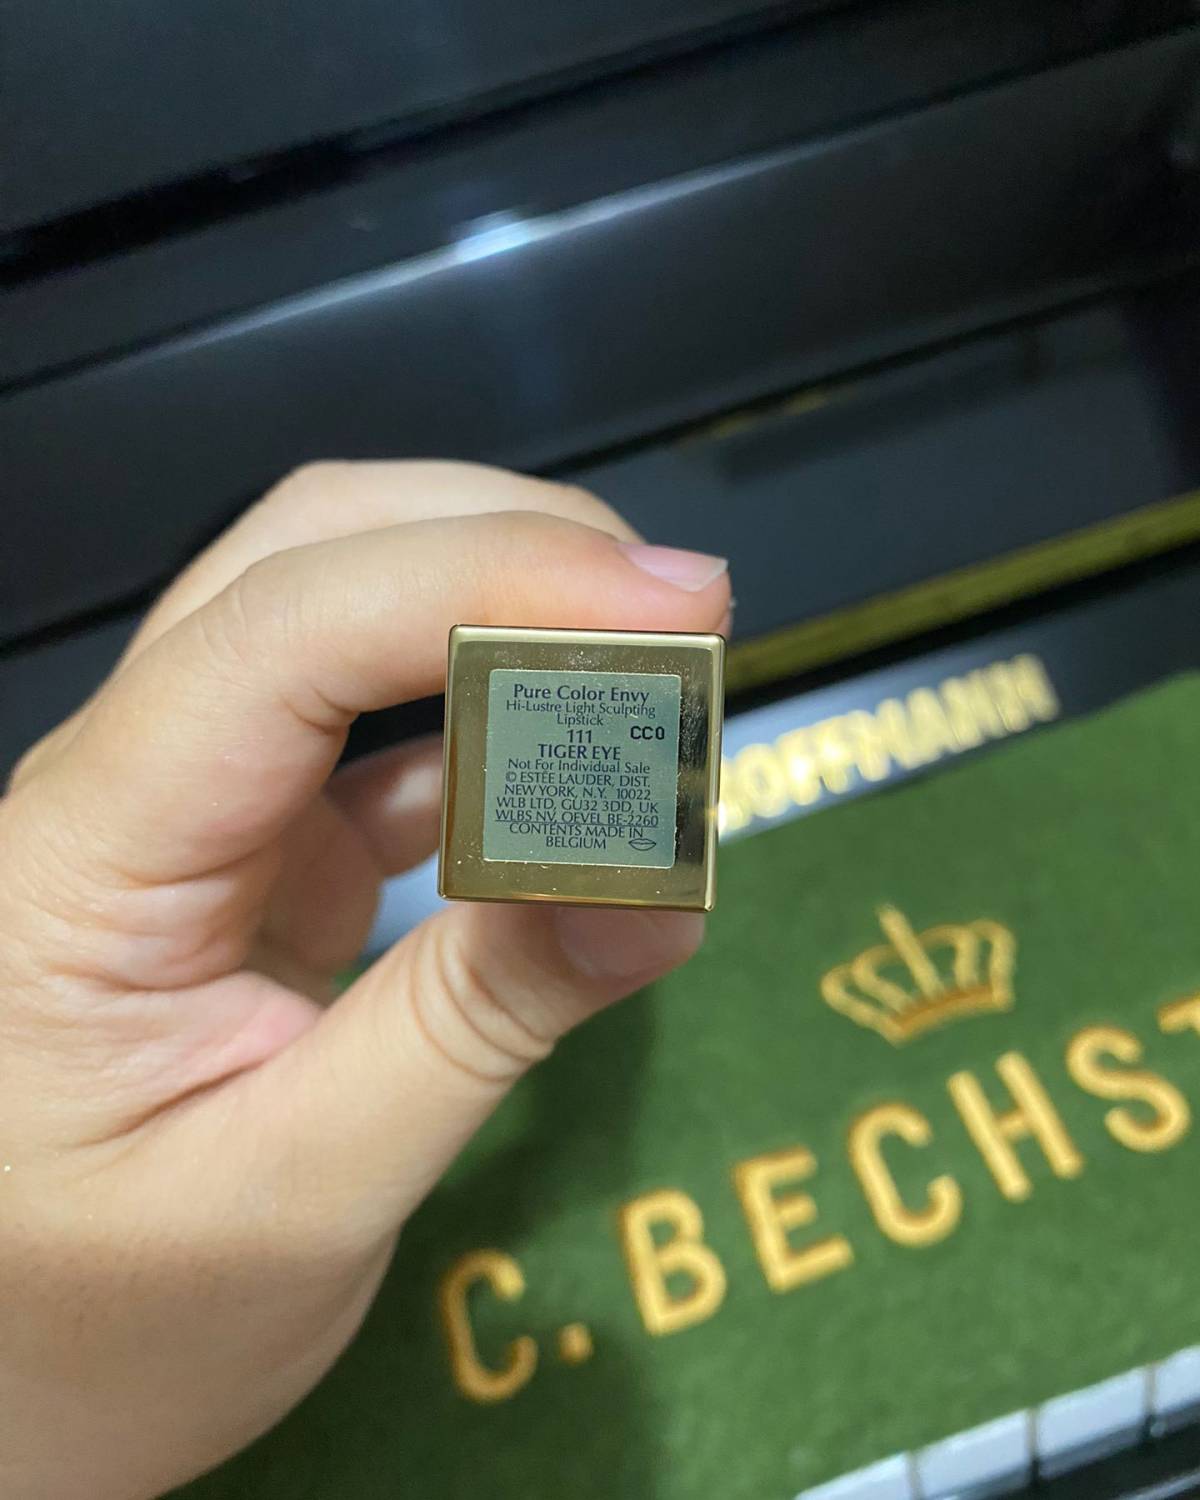 Pure Color Envy
Hi-Lustre Light Sculpting
Lipstick
111 CC0
TIGER EYE
Not For Individual Sale
© ESTĒE LAUDER, DIST.
NEW YORK, N.Y. 10022
WLB LTD, GU32 3DD, UK
WLBS NV, OEVEL BE-2260
CONTENTS MADE IN
BELGIUM
HOFFMANN
C. BECHST